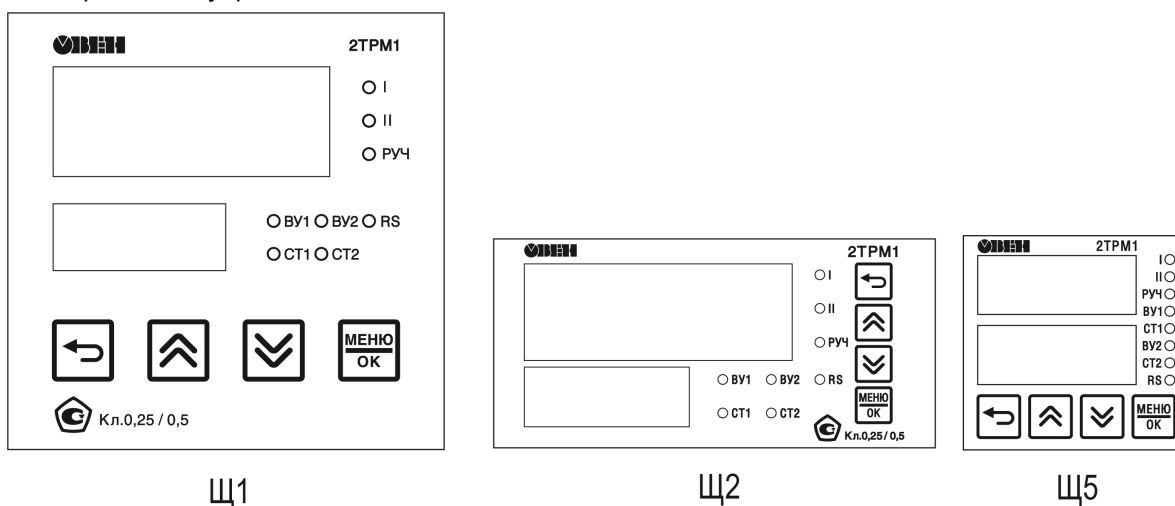 ОВЕН 2ТРМ1
I
II
РУЧ
ВУ1 ВУ2 RS
СТ1 СТ2
МЕНЮ
ОК
Кл.0,25 / 0,5
Щ1
ОВЕН 2ТРМ1
I
II
РУЧ
ВУ1 ВУ2 RS
СТ1 СТ2
МЕНЮ
ОК
Кл.0,25 / 0,5
Щ2
ОВЕН 2ТРМ1
I
II
РУЧ
ВУ1
СТ1
ВУ2
СТ2
RS
МЕНЮ
ОК
Щ5